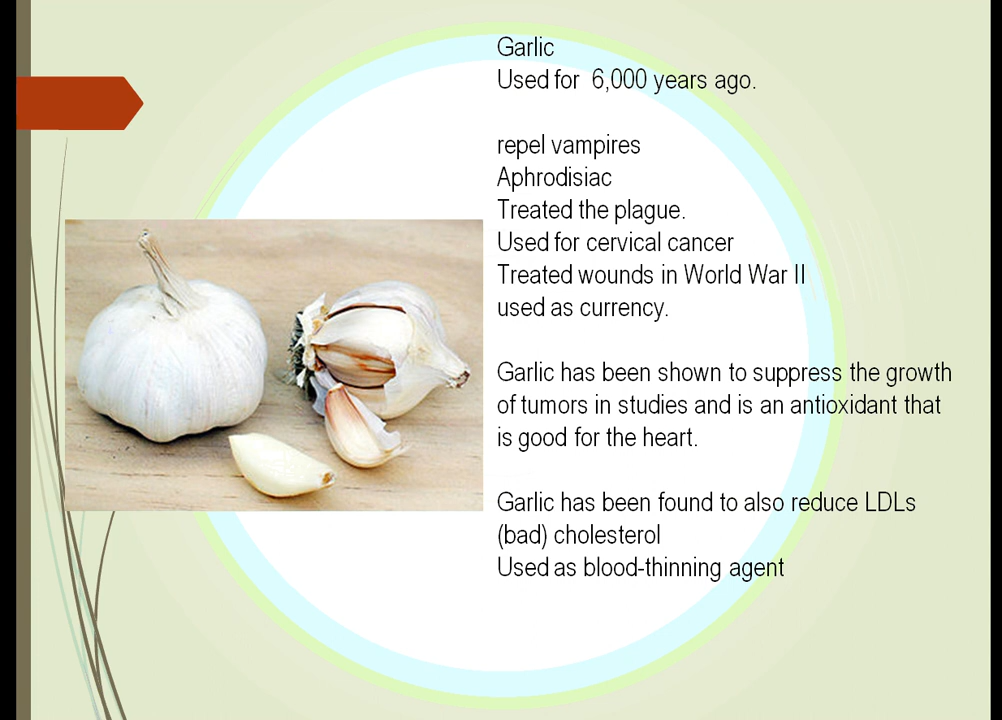 Garlic
Used for  6,000 years ago.
repel vampires
Aphrodisiac
Treated the plague.
Used for cervical cancer
Treated wounds in World War II
used as currency.
Garlic has been shown to suppress the growth
of tumors in studies and is an antioxidant that
is good for the heart.
Garlic has been found to also reduce LDLs
(bad) cholesterol
Used as blood-thinning agent